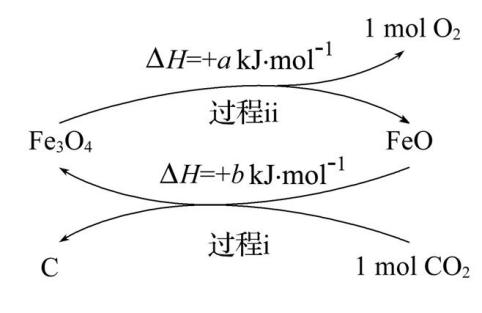 1 mol O₂
ΔH=+a kJ·mol⁻¹
过程ii
Fe₃O₄
FeO
ΔH=+b kJ·mol⁻¹
过程i
C
1 mol CO₂